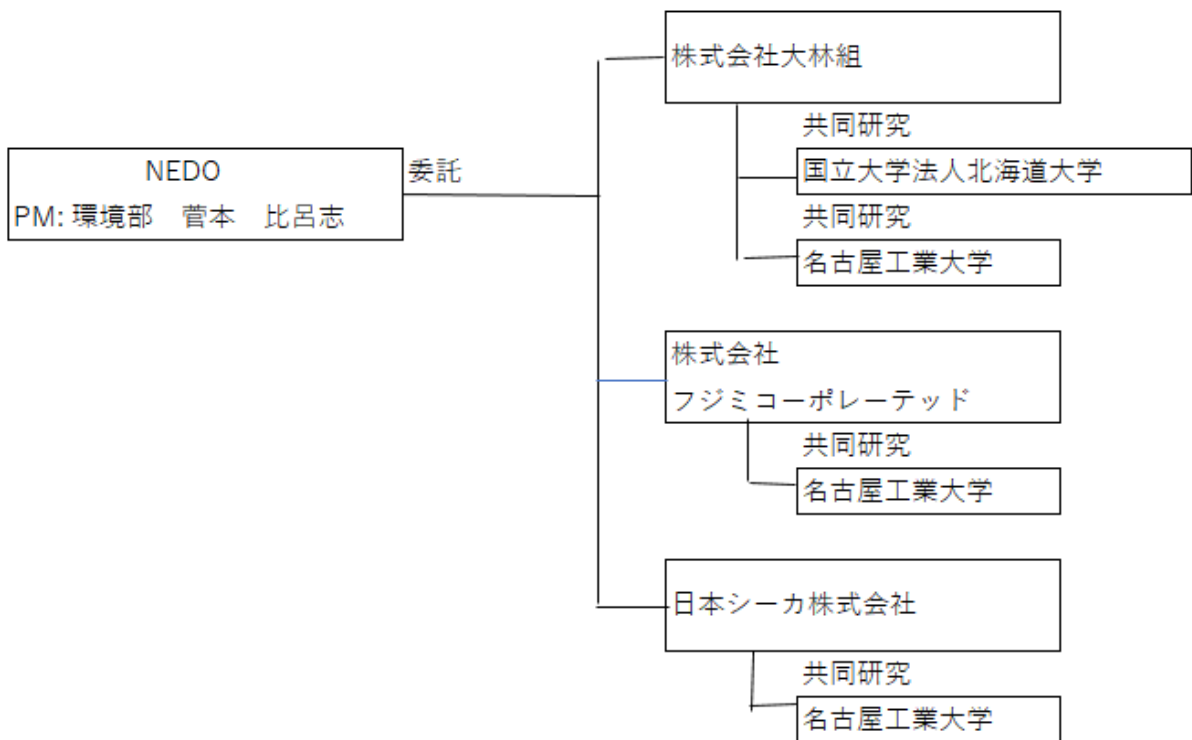 株式会社大林組
共同研究
NEDO
委託
国立大学法人北海道大学
PM: 環境部　菅本　比呂志
共同研究
名古屋工業大学
株式会社
フジミコーポレーテッド
共同研究
名古屋工業大学
日本シーカ株式会社
共同研究
名古屋工業大学